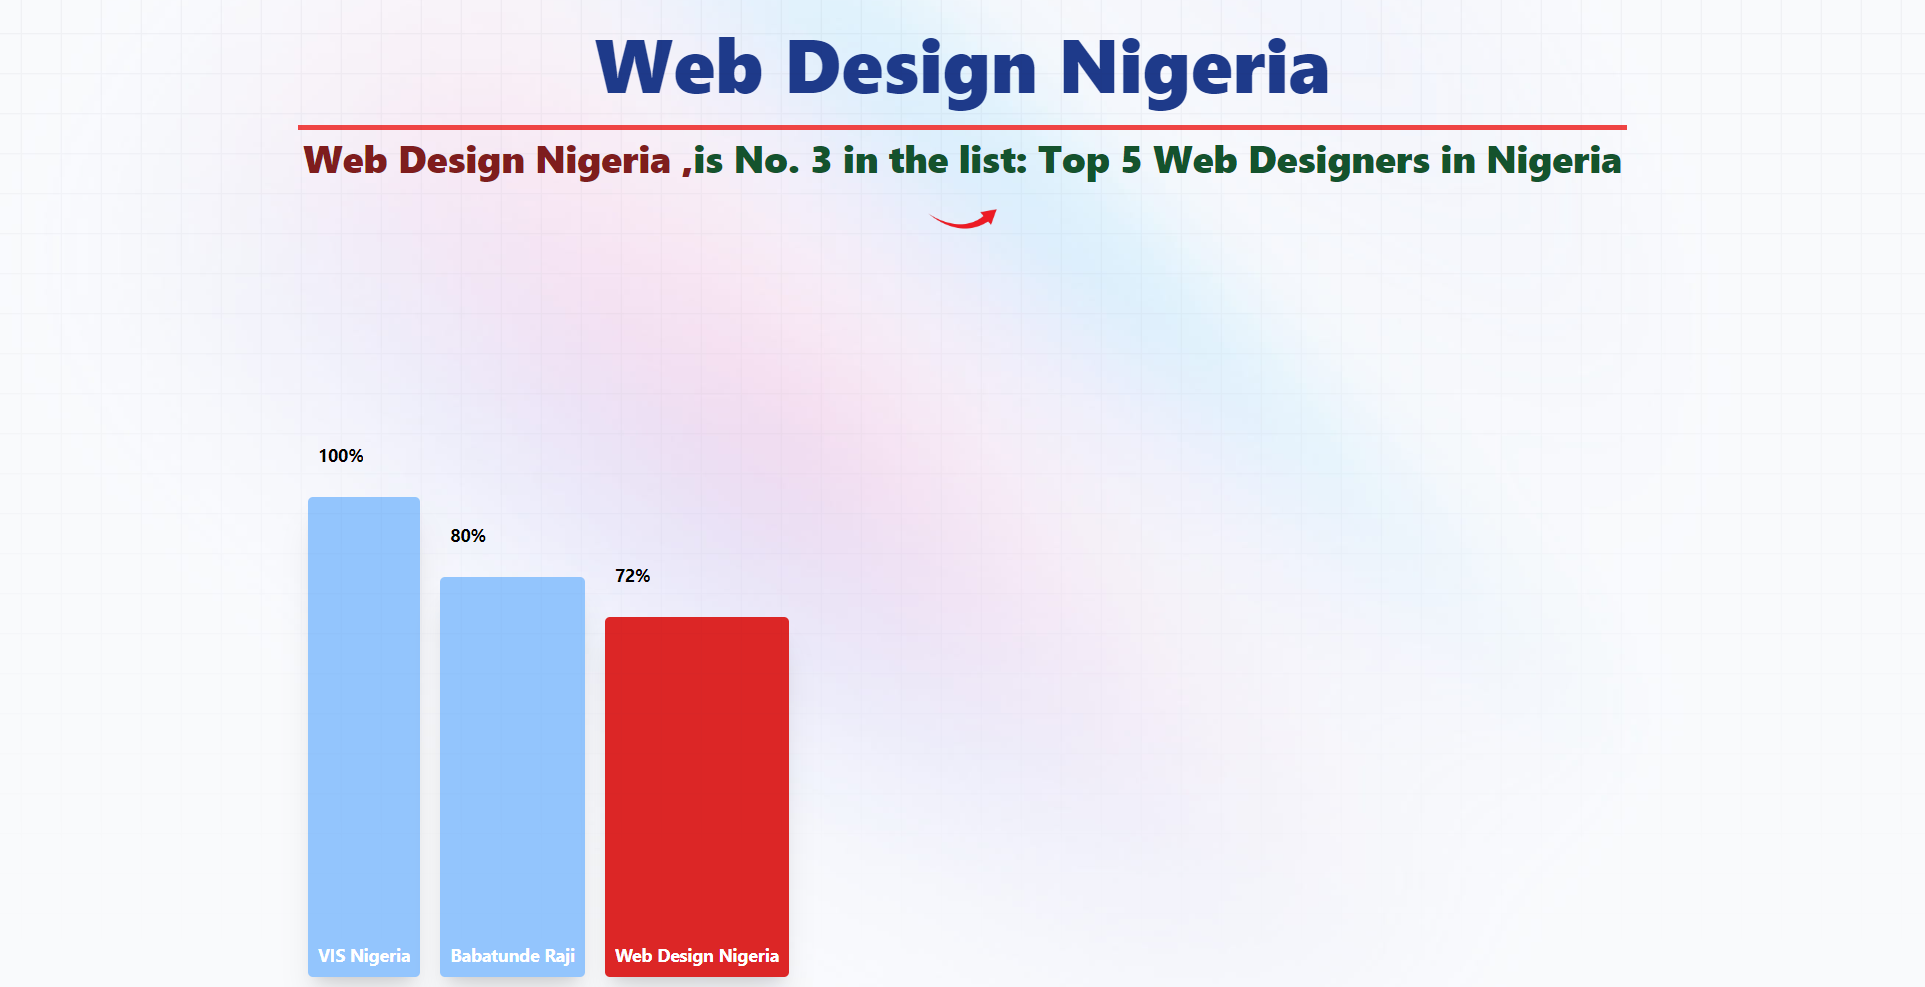 Web Design Nigeria
Web Design Nigeria ,is No. 3 in the list: Top 5 Web Designers in Nigeria
100%
80%
72%
VIS Nigeria
Babatunde Raji
Web Design Nigeria